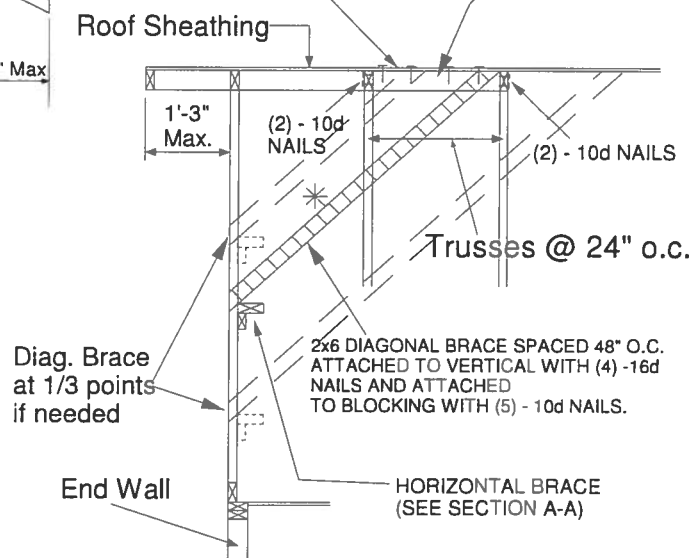 Roof Sheathing
" Max
1'-3"
Max.
(2) - 10d
NAILS
(2) - 10d NAILS
Trusses @ 24" o.c.
2x6 DIAGONAL BRACE SPACED 48" O.C.
ATTACHED TO VERTICAL WITH (4) -16d
NAILS AND ATTACHED
TO BLOCKING WITH (5) - 10d NAILS.
Diag. Brace
at 1/3 points
if needed
End Wall
HORIZONTAL BRACE
(SEE SECTION A-A)